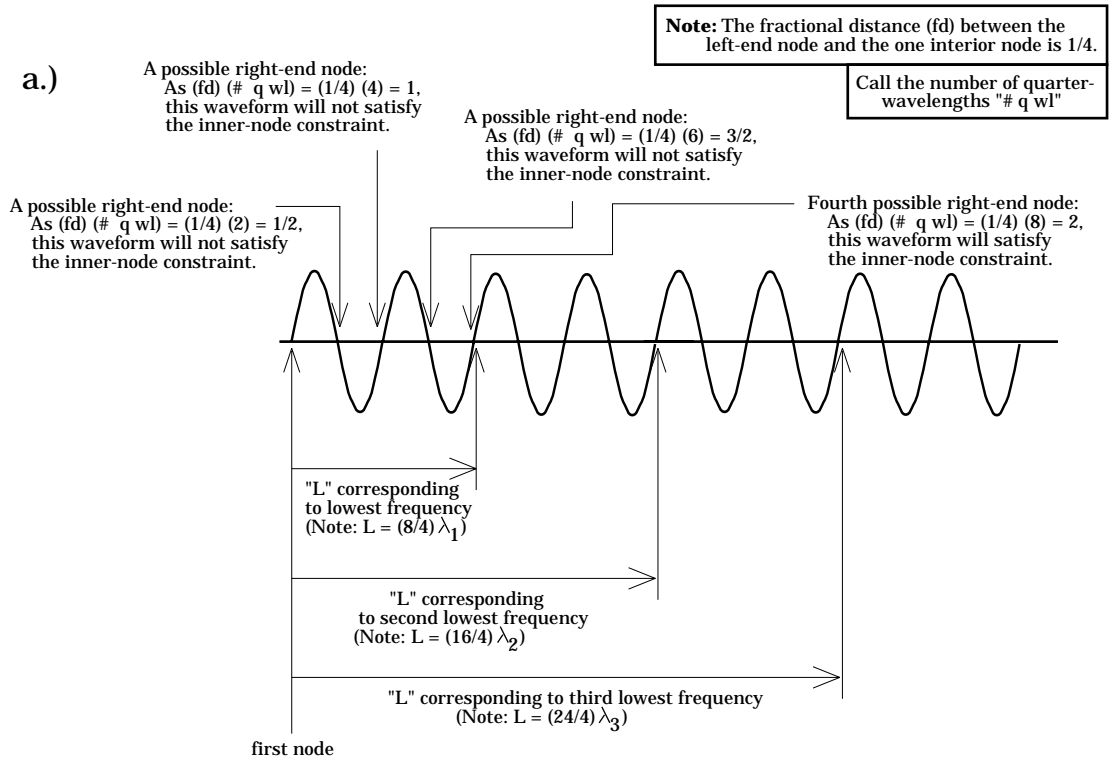 Note: The fractional distance (fd) between the
left-end node and the one interior node is 1/4.
Call the number of quarter-
wavelengths "# q wl"
a.)
A possible right-end node:
As (fd) (# q wl) = (1/4) (4) = 1,
this waveform will not satisfy
the inner-node constraint.
A possible right-end node:
As (fd) (# q wl) = (1/4) (6) = 3/2,
this waveform will not satisfy
the inner-node constraint.
A possible right-end node:
As (fd) (# q wl) = (1/4) (2) = 1/2,
this waveform will not satisfy
the inner-node constraint.
Fourth possible right-end node:
As (fd) (# q wl) = (1/4) (8) = 2,
this waveform will satisfy
the inner-node constraint.
"L" corresponding
to lowest frequency
(Note: L = (8/4) λ1)
"L" corresponding
to second lowest frequency
(Note: L = (16/4) λ2)
"L" corresponding to third lowest frequency
(Note: L = (24/4) λ3)
first node